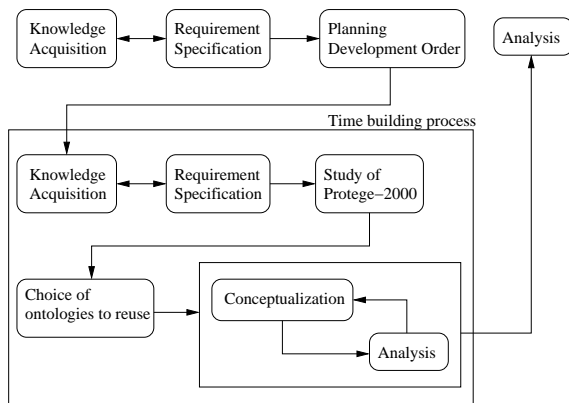 Knowledge
Acquisition
Requirement
Specification
Planning
Development Order
Analysis
Time building process
Knowledge
Acquisition
Requirement
Specification
Study of
Protege−2000
Choice of
ontologies to reuse
Conceptualization
Analysis